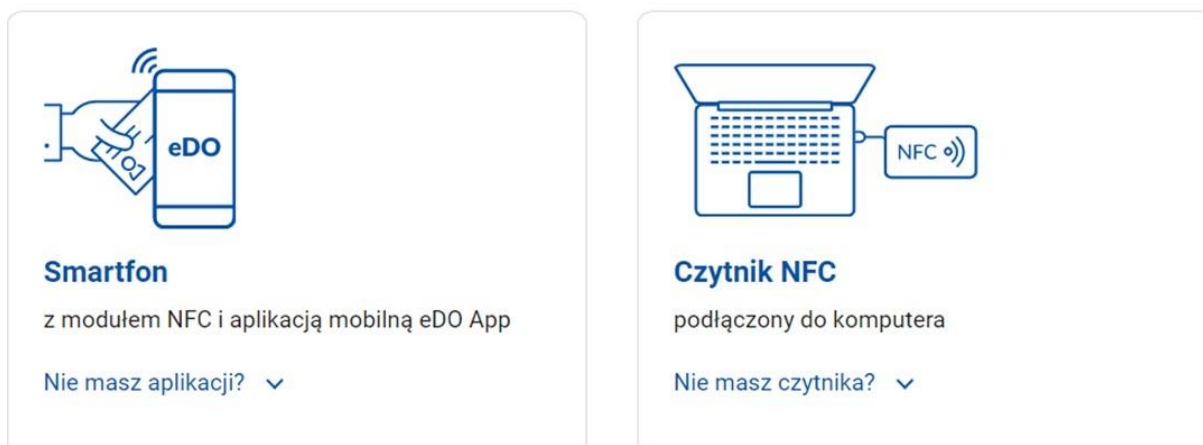 eDO
Smartfon
z modułem NFC i aplikacją mobilną eDO App
Nie masz aplikacji?
NFC
Czytnik NFC
podłączony do komputera
Nie masz czytnika?